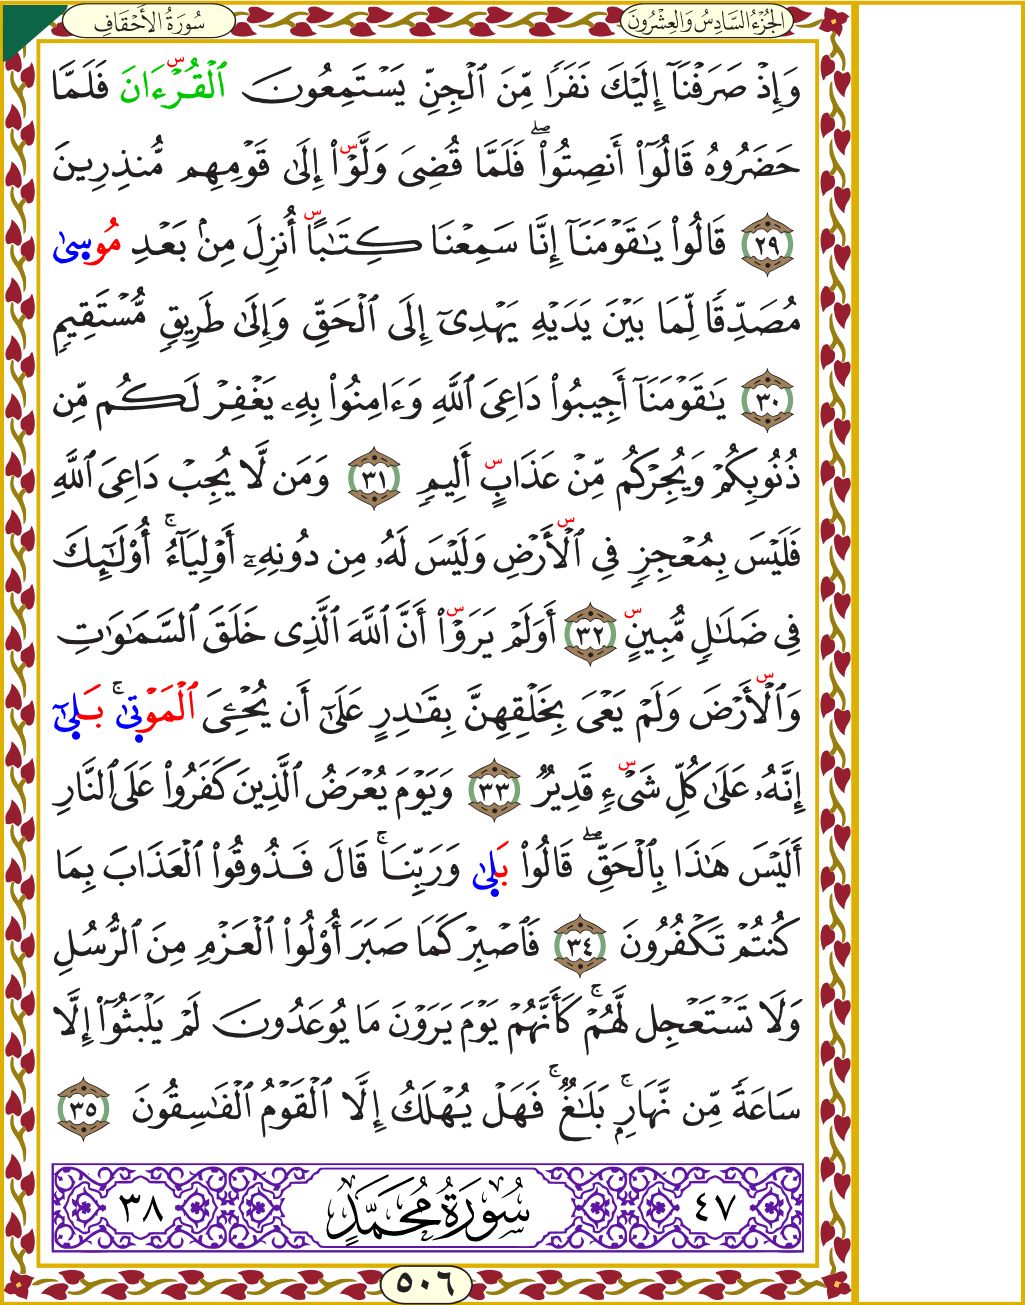 سُورَةُ الأَحْقَافِ
الجُزْءُ السَّادِسُ وَالعِشْرُونَ
وَإِذْ صَرَفْنَآ إِلَيْكَ نَفَرًا مِّنَ ٱلْجِنِّ يَسْتَمِعُونَ ٱلْقُرْءَانَ فَلَمَّا
حَضَرُوهُ قَالُوٓا۟ أَنصِتُوا۟ۖ فَلَمَّا قُضِىَ وَلَّوْا۟ إِلَىٰ قَوْمِهِم مُّنذِرِينَ
٢٩ قَالُوا۟ يَٰقَوْمَنَآ إِنَّا سَمِعْنَا كِتَٰبًا أُنزِلَ مِنۢ بَعْدِ مُوسَىٰ
مُصَدِّقًا لِّمَا بَيْنَ يَدَيْهِ يَهْدِىٓ إِلَى ٱلْحَقِّ وَإِلَىٰ طَرِيقٍ مُّسْتَقِيمٍ
٣٠ يَٰقَوْمَنَآ أَجِيبُوا۟ دَاعِىَ ٱللَّهِ وَءَامِنُوا۟ بِهِۦ يَغْفِرْ لَكُم مِّن
ذُنُوبِكُمْ وَيُجِرْكُم مِّنْ عَذَابٍ أَلِيمٍ ٣١ وَمَن لَّا يُجِبْ دَاعِىَ ٱللَّهِ
فَلَيْسَ بِمُعْجِزٍ فِى ٱلْأَرْضِ وَلَيْسَ لَهُۥ مِن دُونِهِۦٓ أَوْلِيَآءُۚ أُو۟لَٰٓئِكَ
فِى ضَلَٰلٍ مُّبِينٍ ٣٢ أَوَلَمْ يَرَوْا۟ أَنَّ ٱللَّهَ ٱلَّذِى خَلَقَ ٱلسَّمَٰوَٰتِ
وَٱلْأَرْضَ وَلَمْ يَعْىَ بِخَلْقِهِنَّ بِقَٰدِرٍ عَلَىٰٓ أَن يُحْـِۧىَ ٱلْمَوْتَىٰۚ بَلَىٰٓ
إِنَّهُۥ عَلَىٰ كُلِّ شَىْءٍ قَدِيرٌ ٣٣ وَيَوْمَ يُعْرَضُ ٱلَّذِينَ كَفَرُوا۟ عَلَى ٱلنَّارِ
أَلَيْسَ هَٰذَا بِٱلْحَقِّۖ قَالُوا۟ بَلَىٰ وَرَبِّنَاۚ قَالَ فَذُوقُوا۟ ٱلْعَذَابَ بِمَا
كُنتُمْ تَكْفُرُونَ ٣٤ فَٱصْبِرْ كَمَا صَبَرَ أُو۟لُوا۟ ٱلْعَزْمِ مِنَ ٱلرُّسُلِ
وَلَا تَسْتَعْجِل لَّهُمْۚ كَأَنَّهُمْ يَوْمَ يَرَوْنَ مَا يُوعَدُونَ لَمْ يَلْبَثُوٓا۟ إِلَّا
سَاعَةً مِّن نَّهَارٍۭۚ بَلَٰغٌۚ فَهَلْ يُهْلَكُ إِلَّا ٱلْقَوْمُ ٱلْفَٰسِقُونَ ٣٥
٤٧ سُورَةُ مُحَمَّدٍ ٣٨
٥٠٦